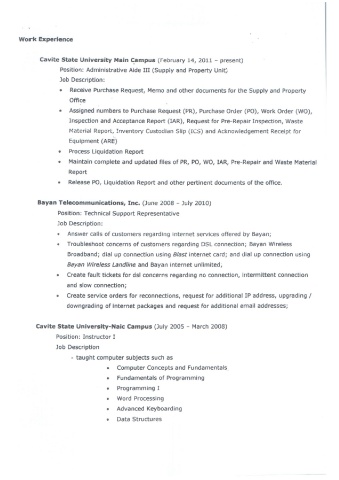 Work Experience
Cavite State University Main Campus (February 14, 2011 – present)
Position: Administrative Aide III (Supply and Property Unit)
Job Description:
• Receive Purchase Request, Memo and other documents for the Supply and Property
Office
• Assigned numbers to Purchase Request (PR), Purchase Order (PO), Work Order (WO),
Inspection and Acceptance Report (IAR), Request for Pre-Repair Inspection, Waste
Material Report, Inventory Custodian Slip (ICS) and Acknowledgement Receipt for
Equipment (ARE)
• Process Liquidation Report
• Maintain complete and updated files of PR, PO, WO, IAR, Pre-Repair and Waste Material
Report
• Release PO, Liquidation Report and other pertinent documents of the office.
Bayan Telecommunications, Inc. (June 2008 – July 2010)
Position: Technical Support Representative
Job Description:
• Answer calls of customers regarding internet services offered by Bayan;
• Troubleshoot concerns of customers regarding DSL connection; Bayan Wireless
Broadband; dial up connection using Blast internet card; and dial up connection using
Bayan Wireless Landline and Bayan internet unlimited,
• Create fault tickets for dsl concerns regarding no connection, intermittent connection
and slow connection;
• Create service orders for reconnections, request for additional IP address, upgrading /
downgrading of internet packages and request for additional email addresses;
Cavite State University-Naic Campus (July 2005 – March 2008)
Position: Instructor I
Job Description
- taught computer subjects such as
• Computer Concepts and Fundamentals
• Fundamentals of Programming
• Programming I
• Word Processing
• Advanced Keyboarding
• Data Structures